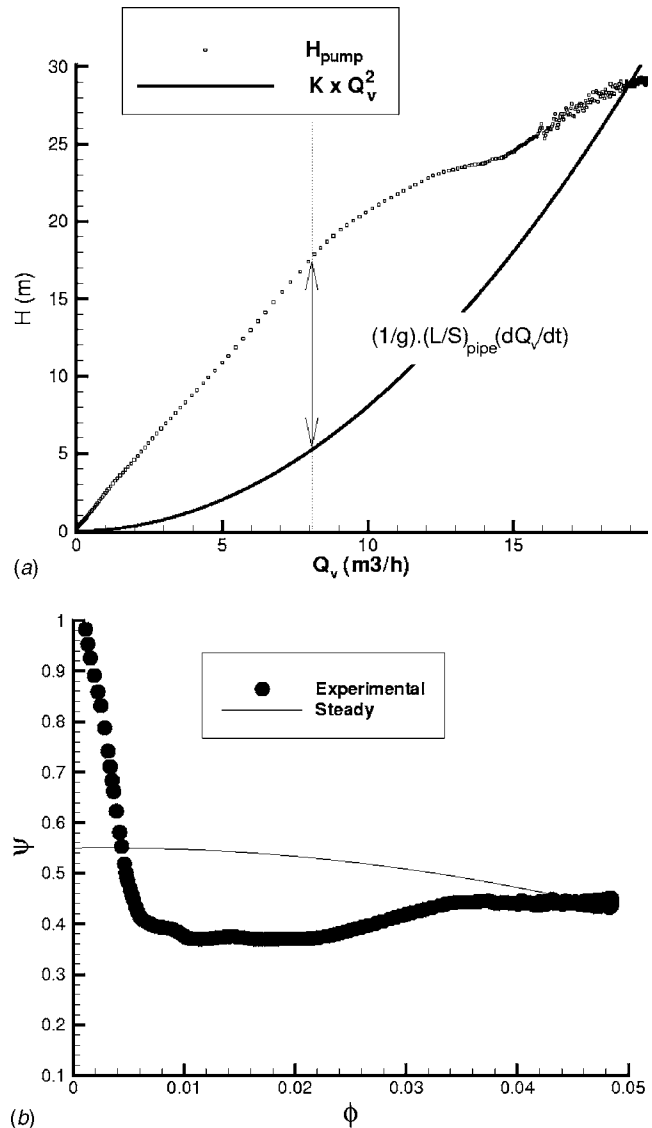 30
25
20
15
10
5
0
H (m)
H_pump
K x Q_v^2
(1/g).(L/S)_pipe(dQ_v/dt)
0 5 10 15
Q_v (m3/h)
(a)
1
0.9
0.8
0.7
0.6
0.5
0.4
0.3
0.2
0.1
ψ
Experimental
Steady
0 0.01 0.02 0.03 0.04 0.05
ϕ
(b)